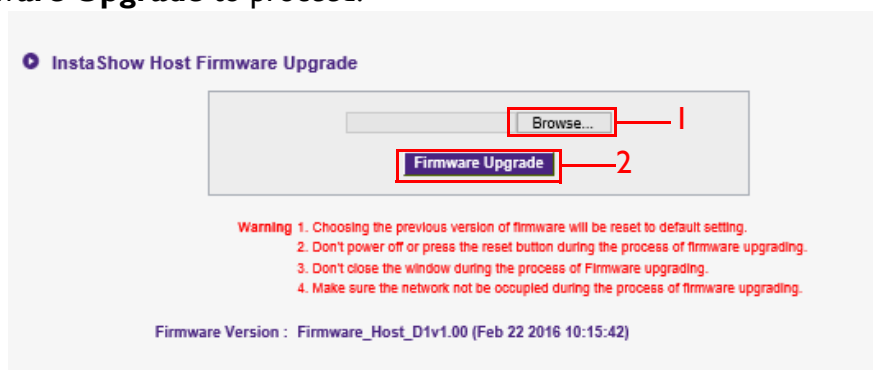 ware Upgrade to process.
InstaShow Host Firmware Upgrade
Browse... 1
Firmware Upgrade 2
Warning 1. Choosing the previous version of firmware will be reset to default setting.
2. Don't power off or press the reset button during the process of firmware upgrading.
3. Don't close the window during the process of Firmware upgrading.
4. Make sure the network not be occupied during the process of firmware upgrading.
Firmware Version : Firmware_Host_D1v1.00 (Feb 22 2016 10:15:42)